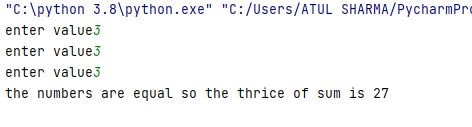 "C:\python 3.8\python.exe" "C:/Users/ATUL SHARMA/PycharmPro
enter value3
enter value3
enter value3
the numbers are equal so the thrice of sum is 27